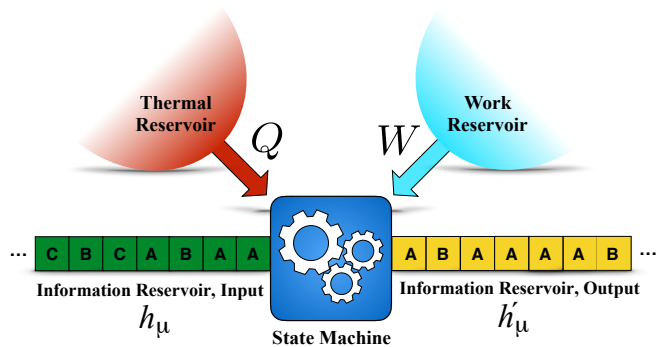 Thermal
Reservoir
Work
Reservoir
Q
W
... C B C A B A A
A B A A A A B ...
Information Reservoir, Input
Information Reservoir, Output
hμ
h′μ
State Machine